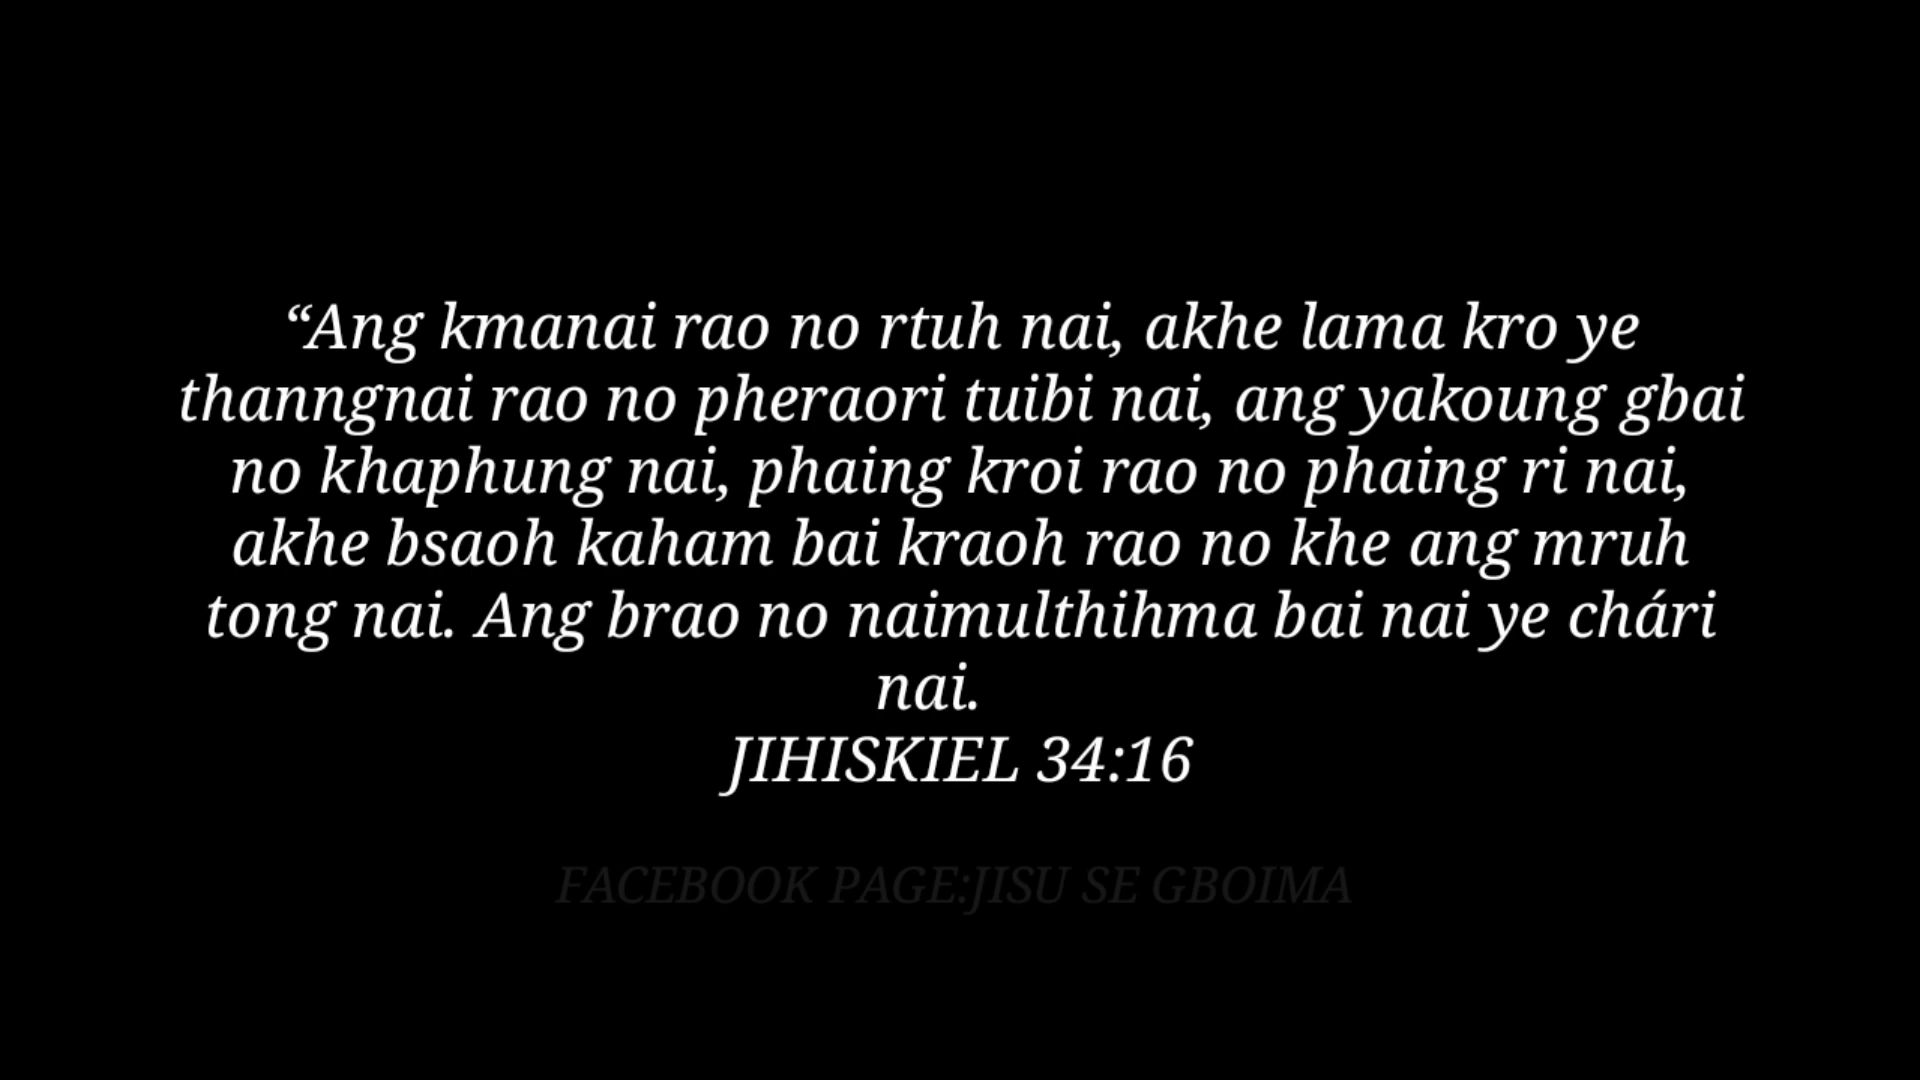 “Ang kmanai rao no rtuh nai, akhe lama kro ye
thanngnai rao no pheraori tuibi nai, ang yakoung gbai
no khaphung nai, phaing kroi rao no phaing ri nai,
akhe bsaoh kaham bai kraoh rao no khe ang mruh
tong nai. Ang brao no naimulthihma bai nai ye chári
nai.
JIHISKIEL 34:16
FACEBOOK PAGE:JISU SE GBOIMA